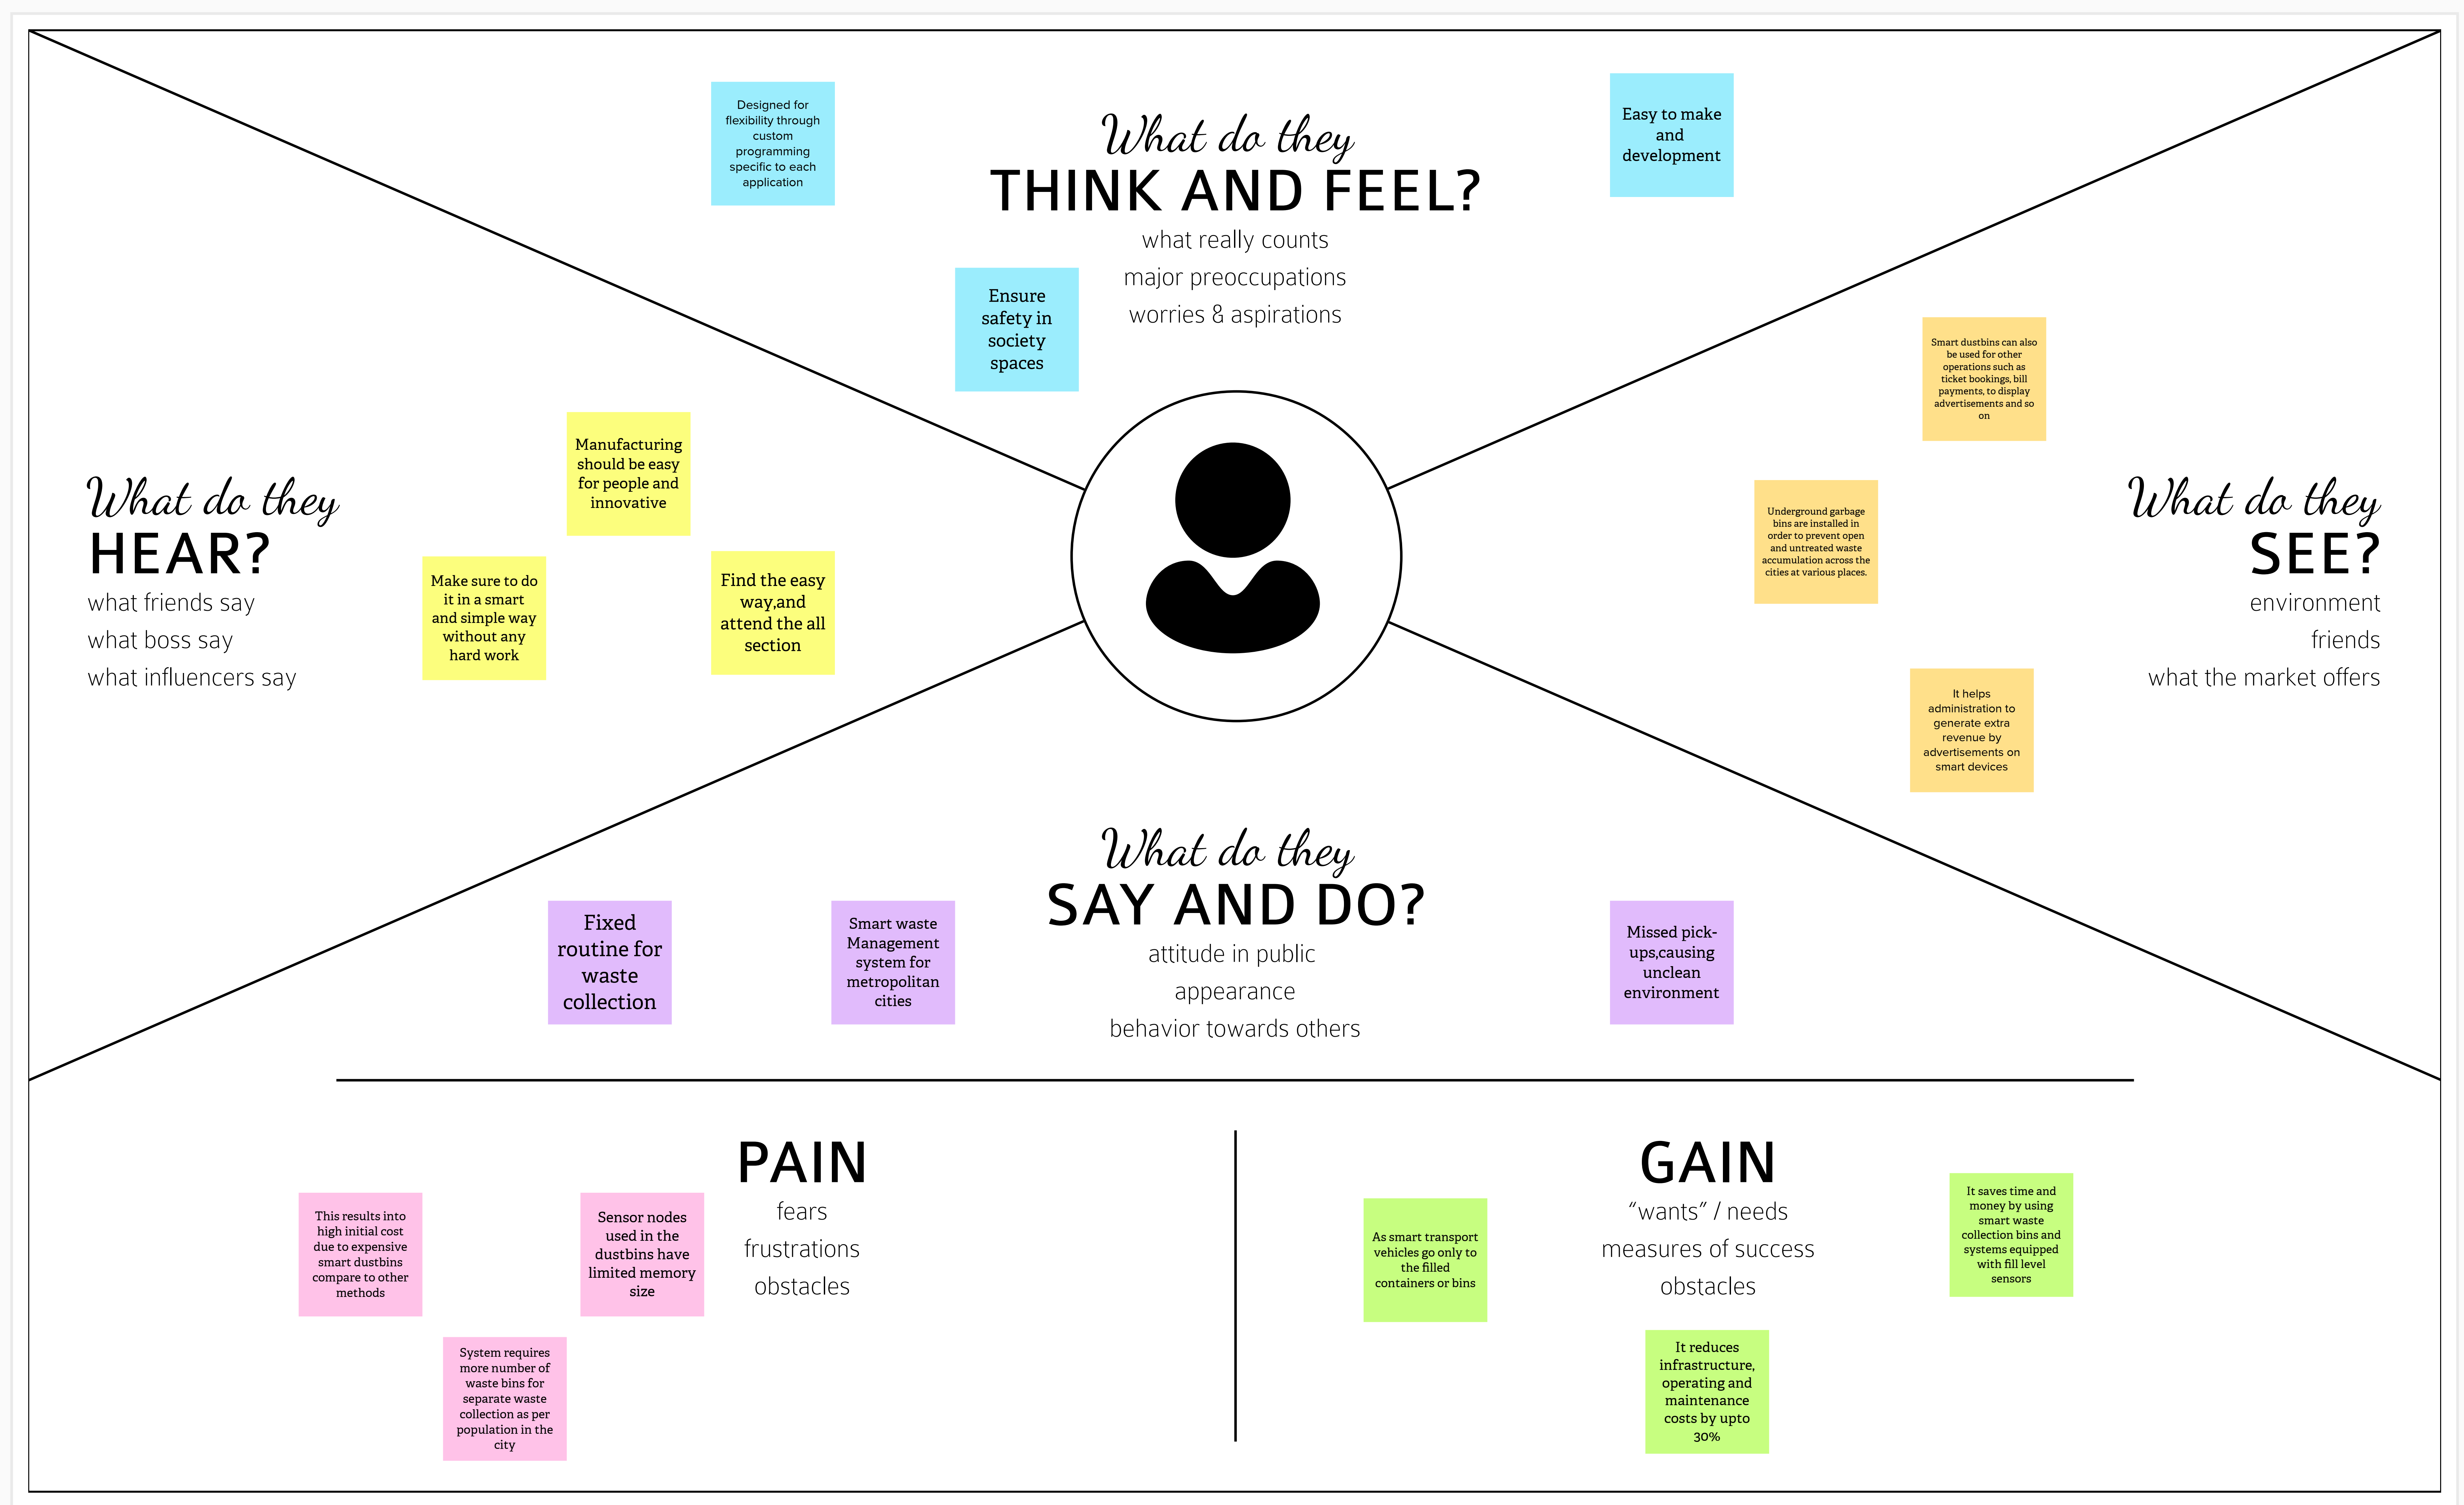 Designed for
flexibility through
custom
programming
specific to each
application
What do they
THINK AND FEEL?
what really counts
major preoccupations
worries & aspirations
Easy to make
and
development
Ensure
safety in
society
spaces
What do they
HEAR?
what friends say
what boss say
what influencers say
Manufacturing
should be easy
for people and
innovative
Make sure to do
it in a smart
and simple way
without any
hard work
Find the easy
way,and
attend the all
section
Smart dustbins can also
be used for other
operations such as
ticket bookings, bill
payments, to display
advertisements and so
on
Underground garbage
bins are installed in
order to prevent open
and untreated waste
accumulation across the
cities at various places.
It helps
administration to
generate extra
revenue by
advertisements on
smart devices
What do they
SEE?
environment
friends
what the market offers
What do they
SAY AND DO?
attitude in public
appearance
behavior towards others
Fixed
routine for
waste
collection
Smart waste
Management
system for
metropolitan
cities
Missed pick-
ups,causing
unclean
environment
PAIN
fears
frustrations
obstacles
This results into
high initial cost
due to expensive
smart dustbins
compare to other
methods
Sensor nodes
used in the
dustbins have
limited memory
size
System requires
more number of
waste bins for
separate waste
collection as per
population in the
city
GAIN
“wants” / needs
measures of success
obstacles
As smart transport
vehicles go only to
the filled
containers or bins
It saves time and
money by using
smart waste
collection bins and
systems equipped
with fill level
sensors
It reduces
infrastructure,
operating and
maintenance
costs by upto
30%